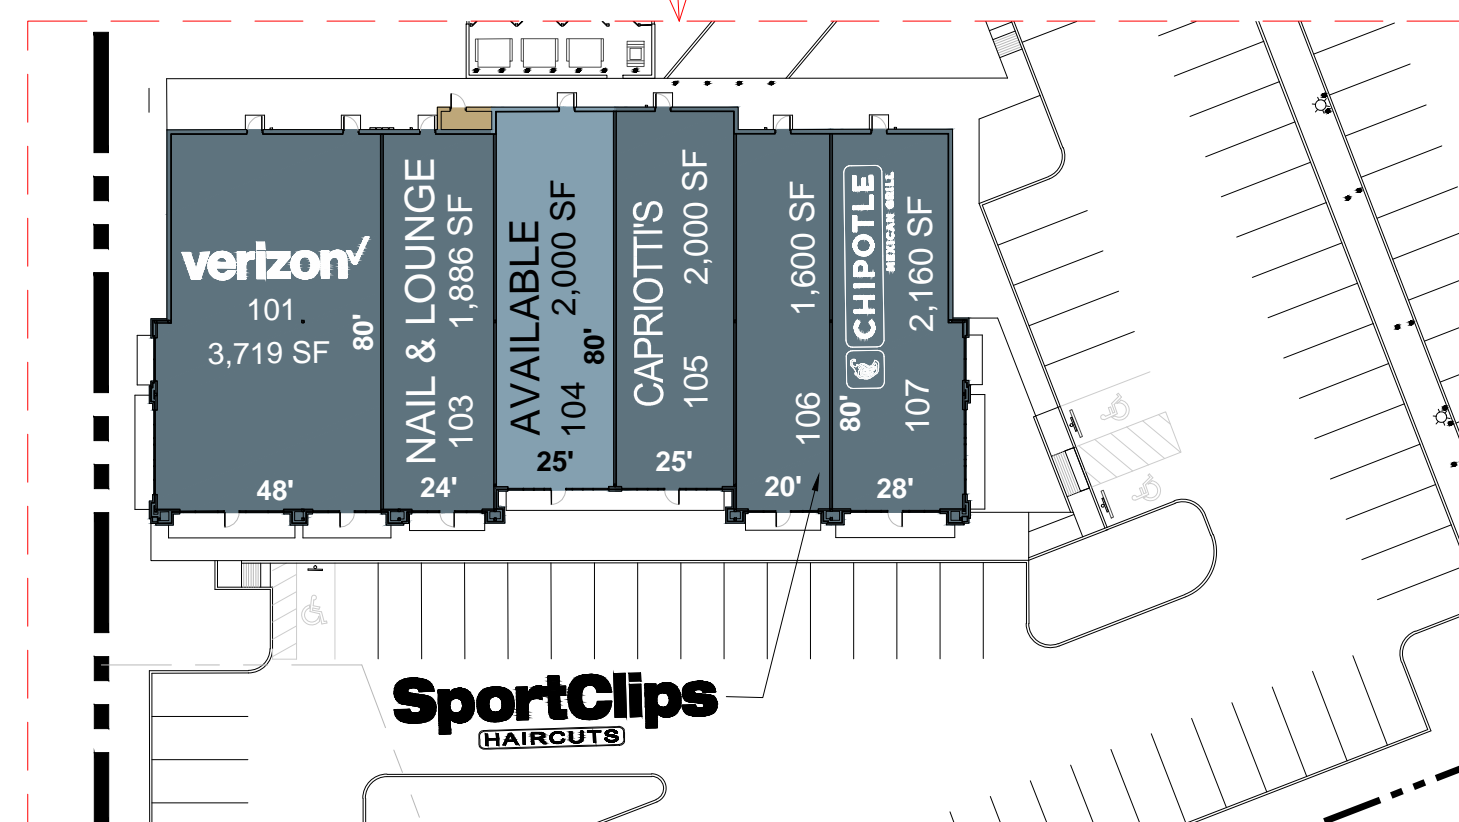 verizon
101
3,719 SF
80'
48'
NAIL & LOUNGE
103 1,886 SF
24'
AVAILABLE
104 2,000 SF
80'
25'
CAPRIOTTI'S
105 2,000 SF
25'
106 1,600 SF
20'
CHIPOTLE
MEXICAN GRILL
107 2,160 SF
80'
28'
SportClips
HAIRCUTS